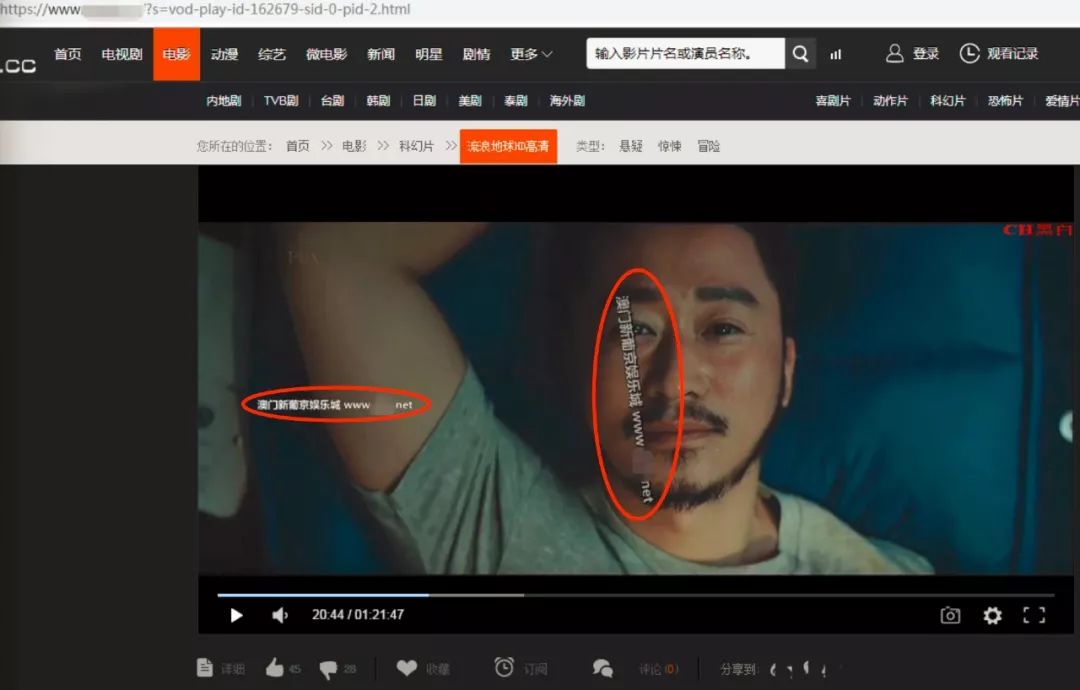 https://www. ?s=vod-play-id-162679-sid-0-pid-2.html
.CC 首页 电视剧 电影 动漫 综艺 微电影 新闻 明星 剧情 更多 输入影片片名或演员名称。 登录 观看记录
内地剧 TVB剧 台剧 韩剧 日剧 美剧 泰剧 海外剧 喜剧片 动作片 科幻片 恐怖片 爱情片
您所在的位置: 首页 >> 电影 >> 科幻片 >> 流浪地球HD高清 类型: 悬疑 惊悚 冒险
CH黑白
澳门新葡京娱乐城 www net
澳门新葡京娱乐城 www net
20:44 / 01:21:47
详细 45 28 收藏 订阅 评论(0) 分享到: